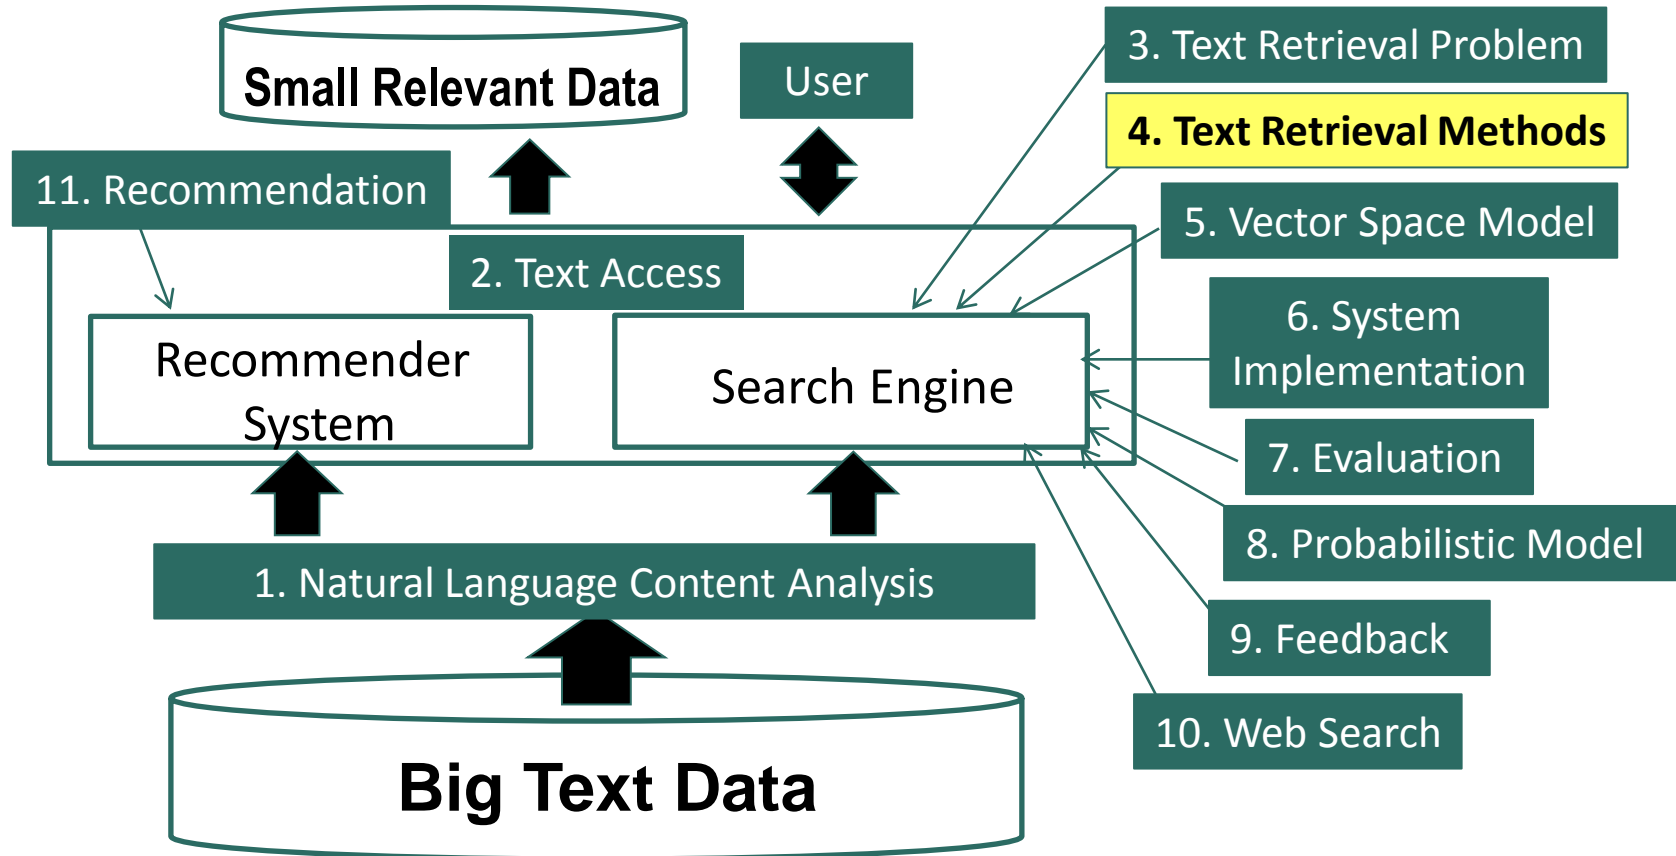 Small Relevant Data
User
3. Text Retrieval Problem
4. Text Retrieval Methods
11. Recommendation
5. Vector Space Model
2. Text Access
6. System
Implementation
Recommender
System
Search Engine
7. Evaluation
8. Probabilistic Model
1. Natural Language Content Analysis
9. Feedback
10. Web Search
Big Text Data